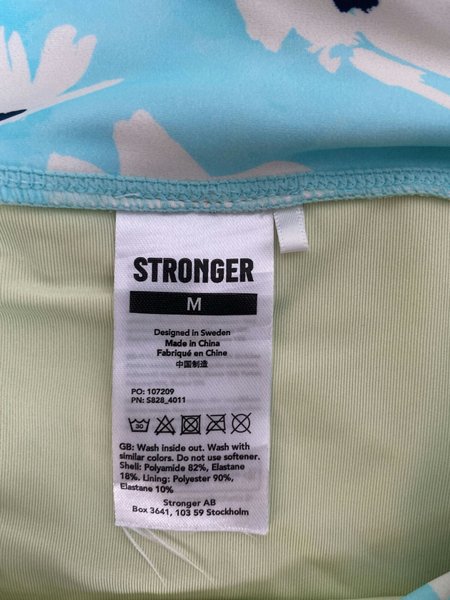 STRONGER
M
Designed in Sweden
Made in China
Fabriqué en Chine
中国制造
PO: 107209
PN: S828_4011
30
GB: Wash inside out. Wash with
similar colors. Do not use softener.
Shell: Polyamide 82%, Elastane
18%. Lining: Polyester 90%,
Elastane 10%
Stronger AB
Box 3641, 103 59 Stockholm